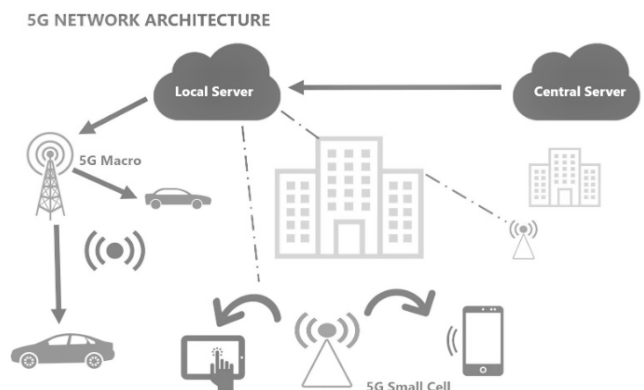 5G NETWORK ARCHITECTURE
Local Server
Central Server
5G Macro
5G Small Cell